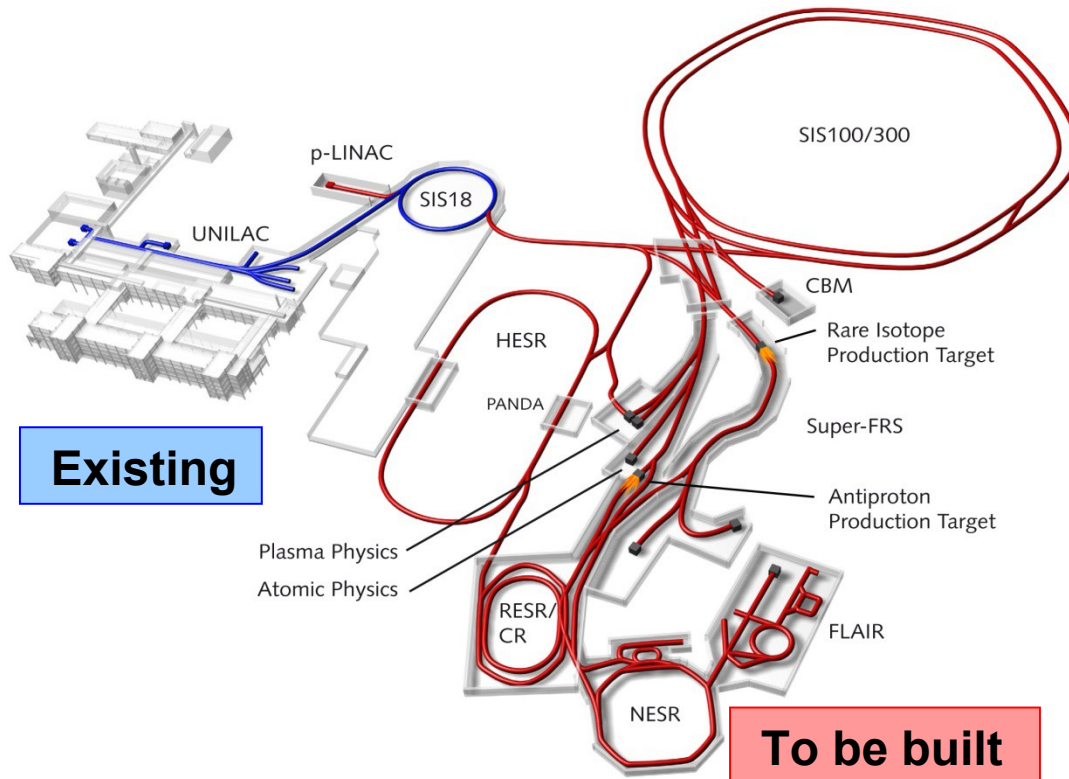 SIS100/300
p-LINAC
SIS18
UNILAC
CBM
Rare Isotope
Production Target
HESR
PANDA
Super-FRS
Existing
Antiproton
Production Target
Plasma Physics
Atomic Physics
RESR/
CR
FLAIR
NESR
To be built